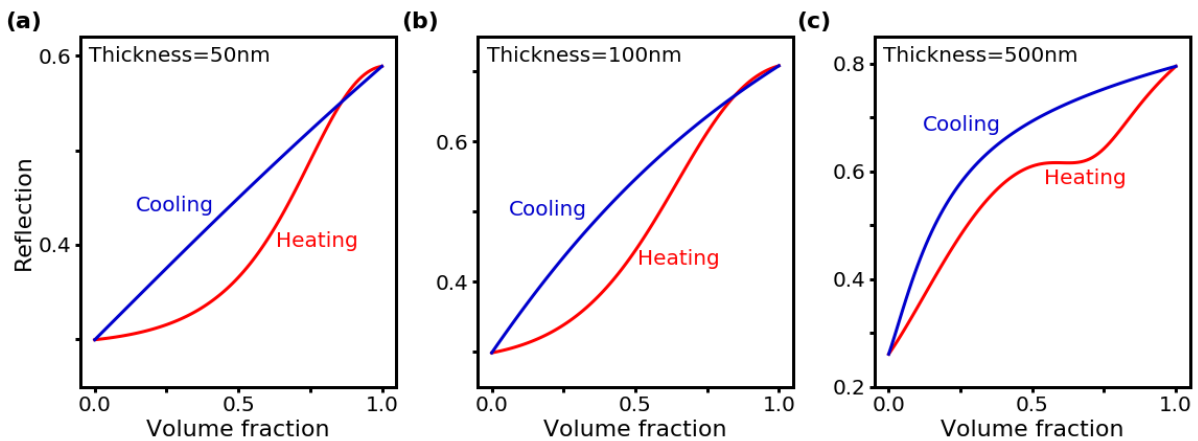 (a)
Thickness=50nm
0.6
0.4
Reflection
Cooling
Heating
0.0
0.5
1.0
Volume fraction
(b)
Thickness=100nm
0.6
0.4
Cooling
Heating
0.0
0.5
1.0
Volume fraction
(c)
Thickness=500nm
0.8
0.6
0.4
0.2
Cooling
Heating
0.0
0.5
1.0
Volume fraction